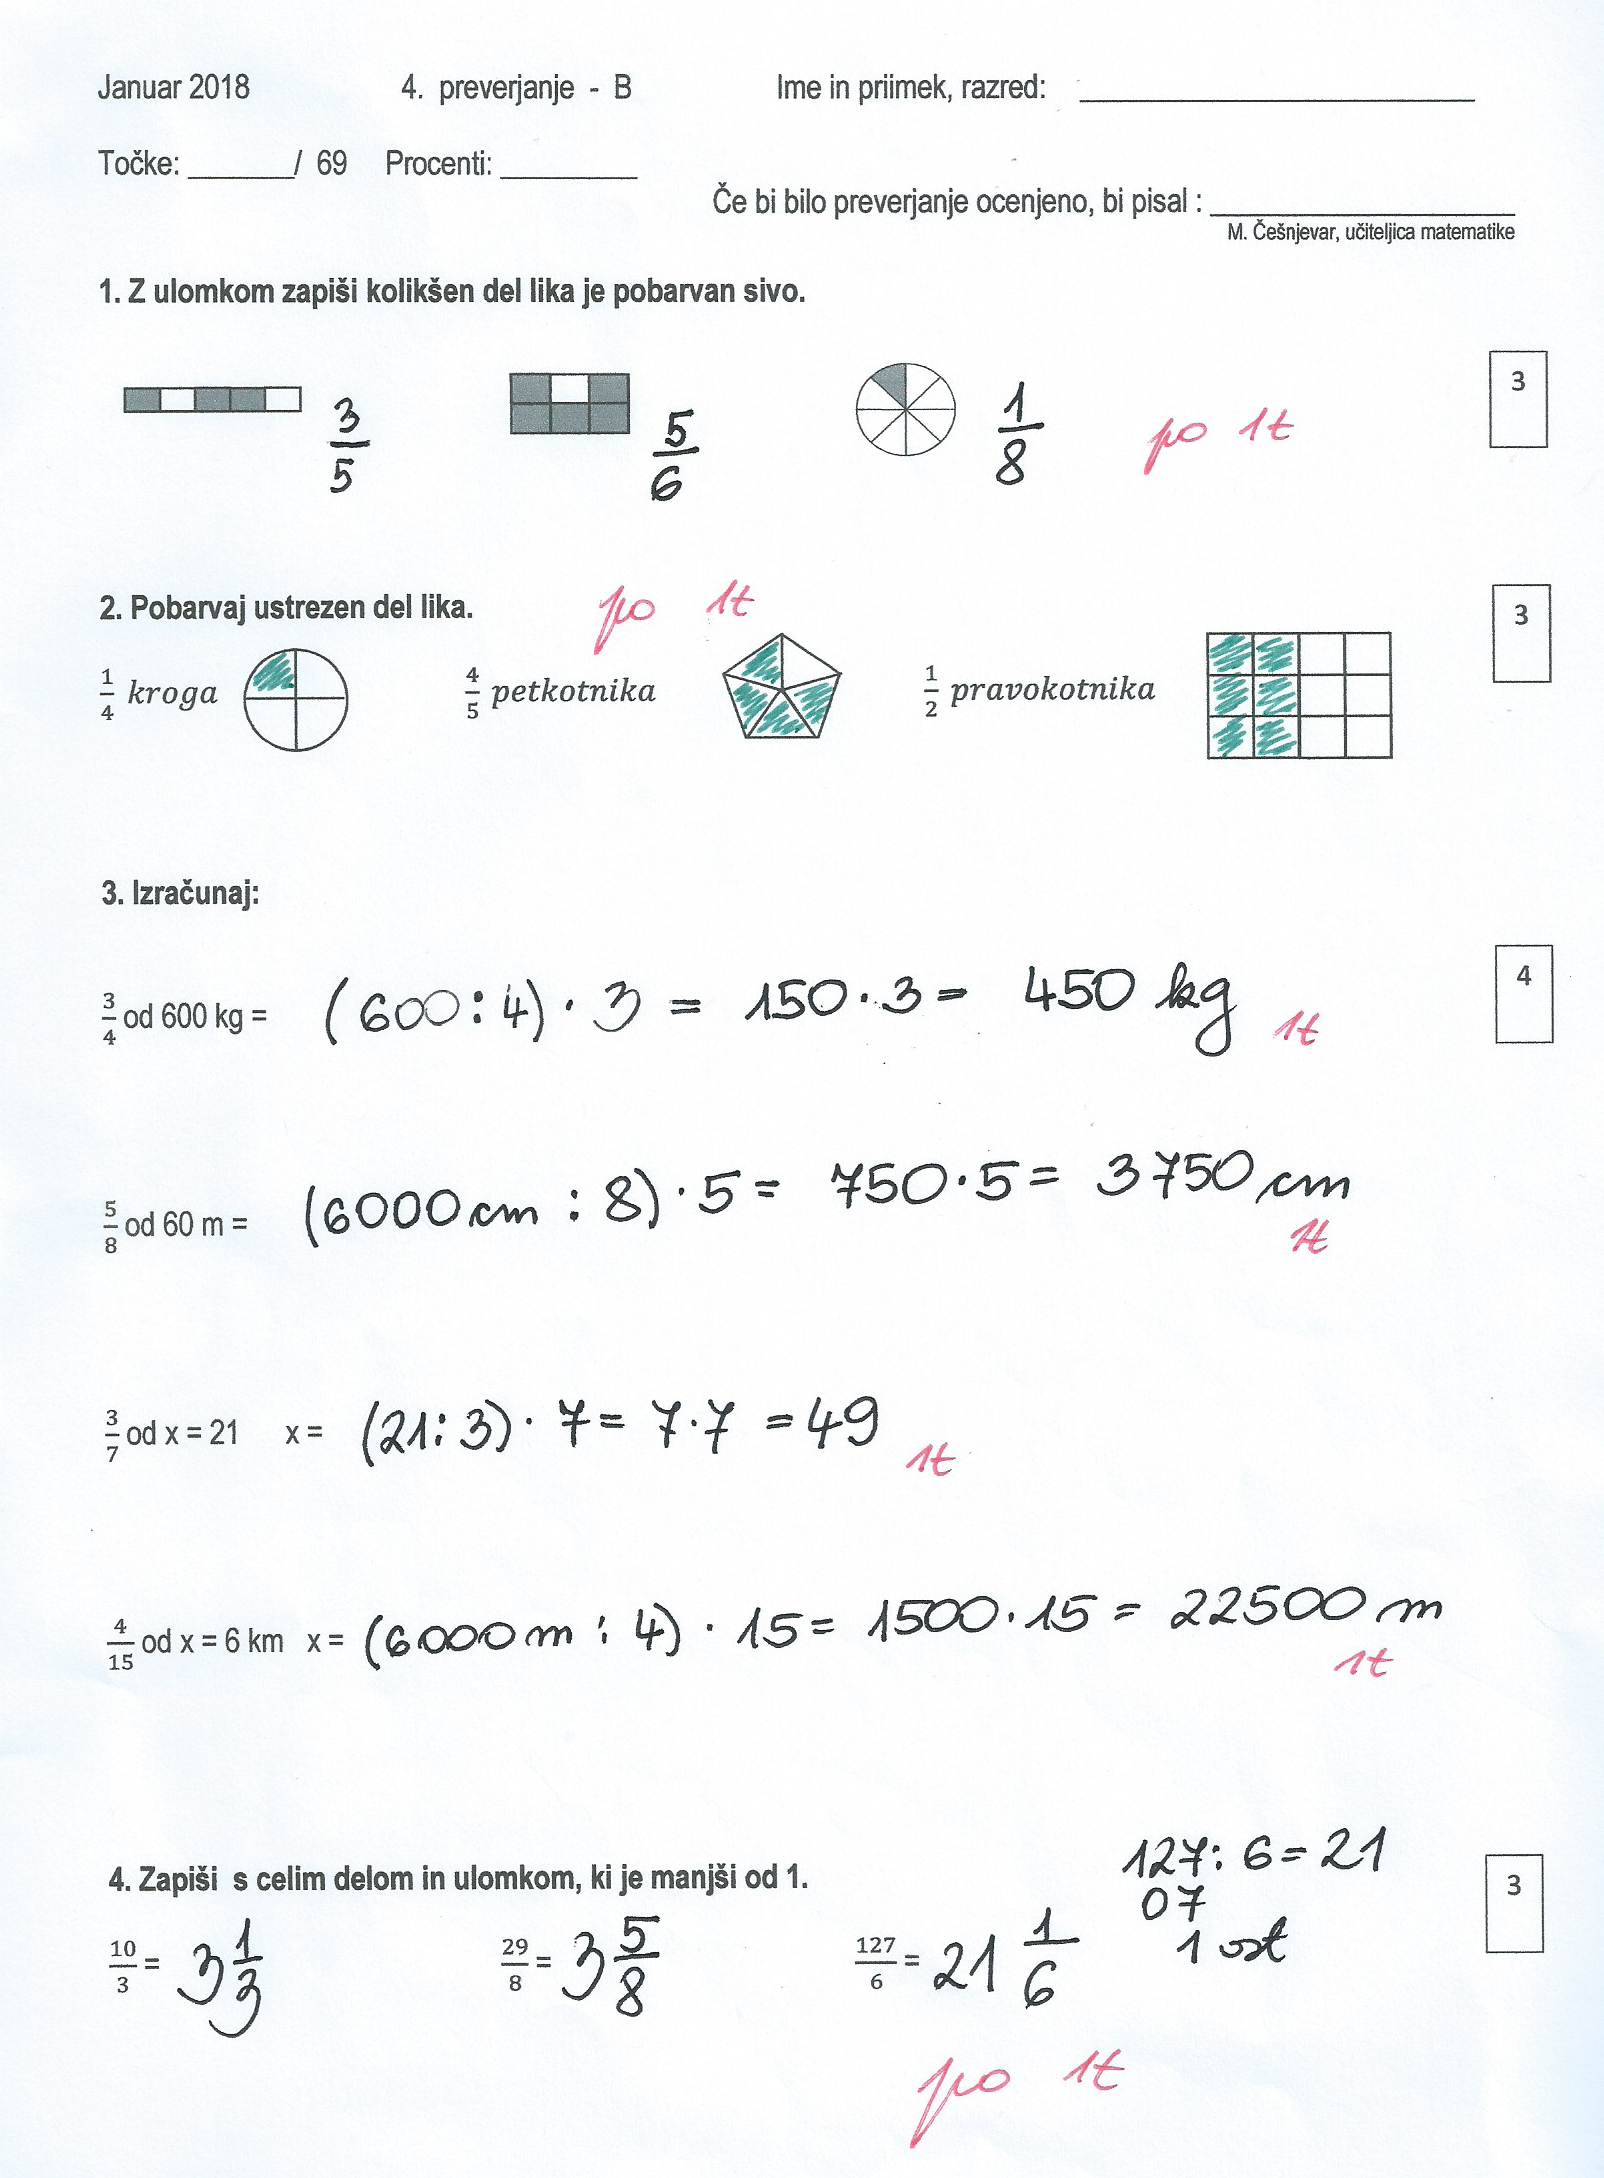 Januar 2018 4. preverjanje - B Ime in priimek, razred: ____________
Točke: ______/ 69 Procenti: ________
Če bi bilo preverjanje ocenjeno, bi pisal : ____________
M. Češnjevar, učiteljica matematike
1. Z ulomkom zapiši kolikšen del lika je pobarvan sivo.
3/5 5/6 1/8 po 1t 3
2. Pobarvaj ustrezen del lika. po 1t 3
1/4 kroga 4/5 petkotnika 1/2 pravokotnika
3. Izračunaj:
3/4 od 600 kg = (600 : 4) · 3 = 150 · 3 = 450 kg 1t 4
5/8 od 60 m = (6000 cm : 8) · 5 = 750 · 5 = 3750 cm 1t
3/7 od x = 21 x = (21 : 3) · 7 = 7 · 7 = 49 1t
4/15 od x = 6 km x = (6000 m : 4) · 15 = 1500 · 15 = 22500 m 1t
4. Zapiši s celim delom in ulomkom, ki je manjši od 1. 127 : 6 = 21 3
07
1 ost
10/3 = 3 1/3 29/8 = 3 5/8 127/6 = 21 1/6
po 1t